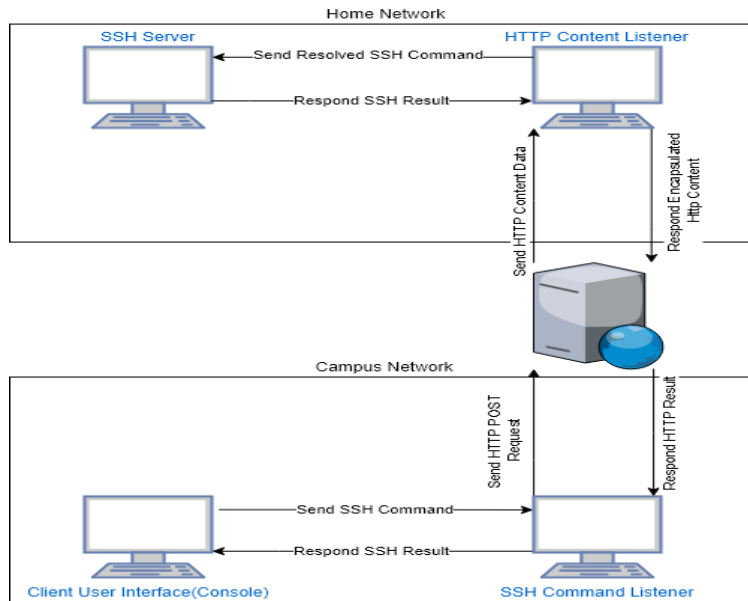 Home Network
SSH Server
HTTP Content Listener
Send Resolved SSH Command
Respond SSH Result
Send HTTP Content Data
Respond Encapsulated
Http Content
Campus Network
Send HTTP POST
Request
Respond HTTP Result
Send SSH Command
Respond SSH Result
Client User Interface(Console)
SSH Command Listener